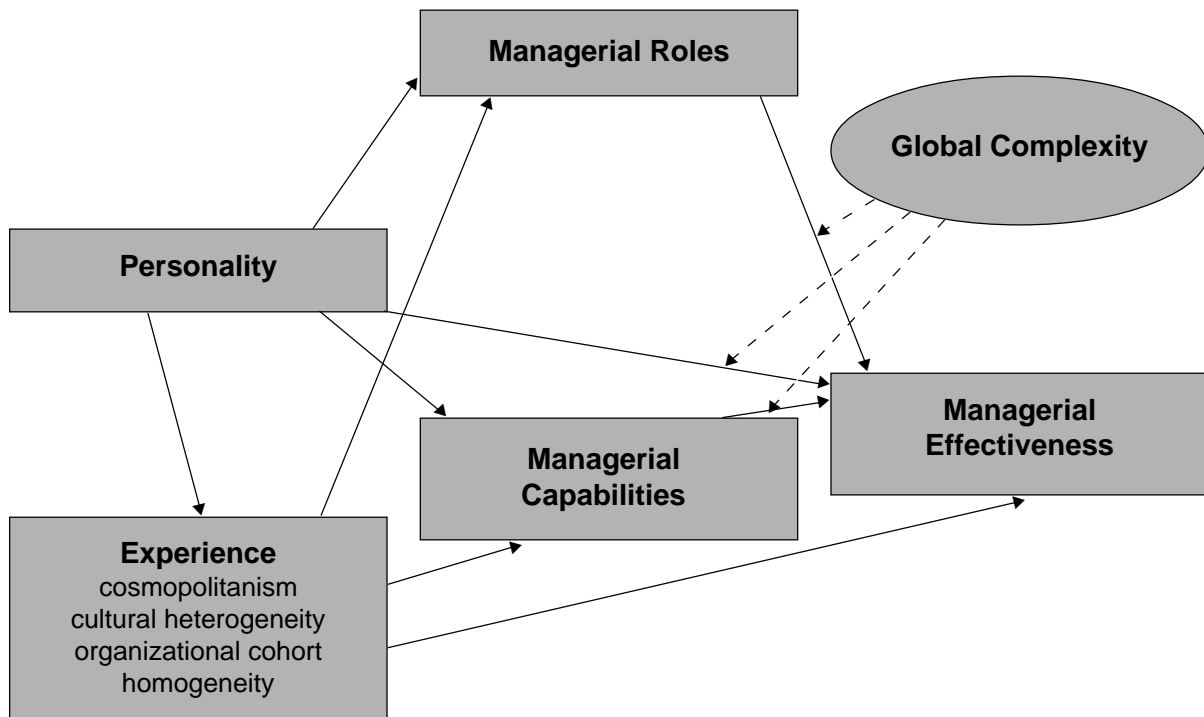 Managerial Roles
Global Complexity
Personality
Managerial
Effectiveness
Managerial
Capabilities
Experience
cosmopolitanism
cultural heterogeneity
organizational cohort
homogeneity